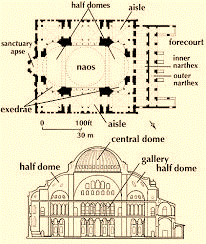 half domes
aisle
sanctuary
apse
forecourt
naos
inner
narthex
outer
narthex
exedrae
aisle
0 100ft
30 m
central dome
gallery
half dome
half dome